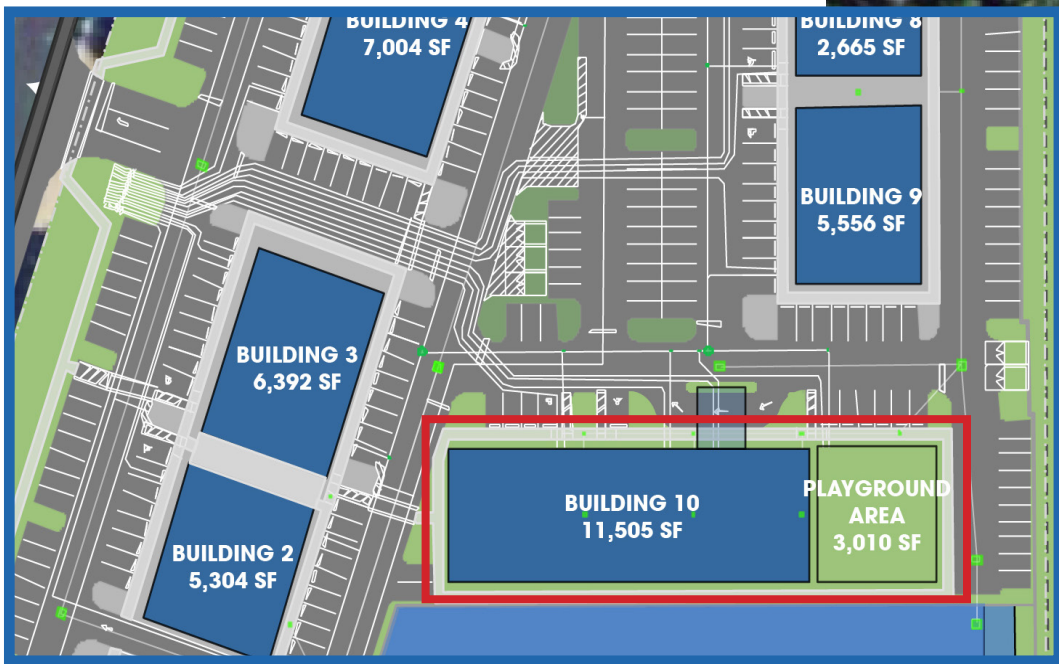 BUILDING 4
7,004 SF
BUILDING 8
2,665 SF
BUILDING 9
5,556 SF
BUILDING 3
6,392 SF
BUILDING 2
5,304 SF
BUILDING 10
11,505 SF
PLAYGROUND
AREA
3,010 SF